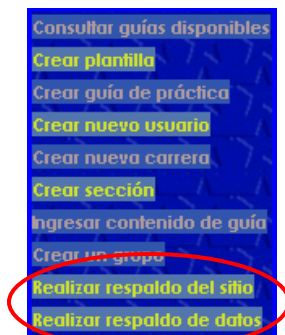 Consultar guías disponibles
Crear plantilla
Crear guía de práctica
Crear nuevo usuario
Crear nueva carrera
Crear sección
Ingresar contenido de guía
Crear un grupo
Realizar respaldo del sitio
Realizar respaldo de datos